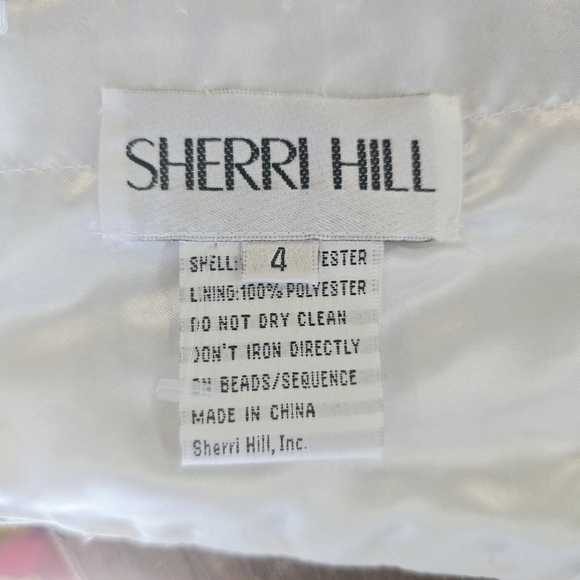 SHERRI HILL
4
SHELL: ESTER
LINING:100% POLYESTER
DO NOT DRY CLEAN
DON'T IRON DIRECTLY
ON BEADS/SEQUENCE
MADE IN CHINA
Sherri Hill, Inc.